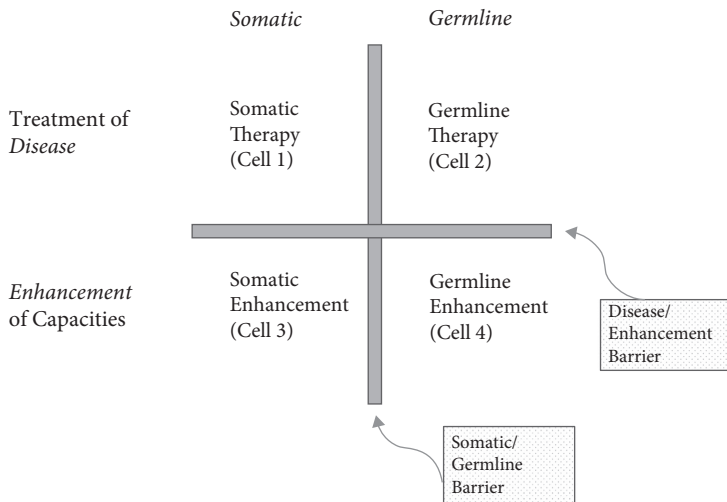 Somatic
Germline
Treatment of
Disease
Somatic
Therapy
(Cell 1)
Germline
Therapy
(Cell 2)
Enhancement
of Capacities
Somatic
Enhancement
(Cell 3)
Germline
Enhancement
(Cell 4)
Disease/
Enhancement
Barrier
Somatic/
Germline
Barrier